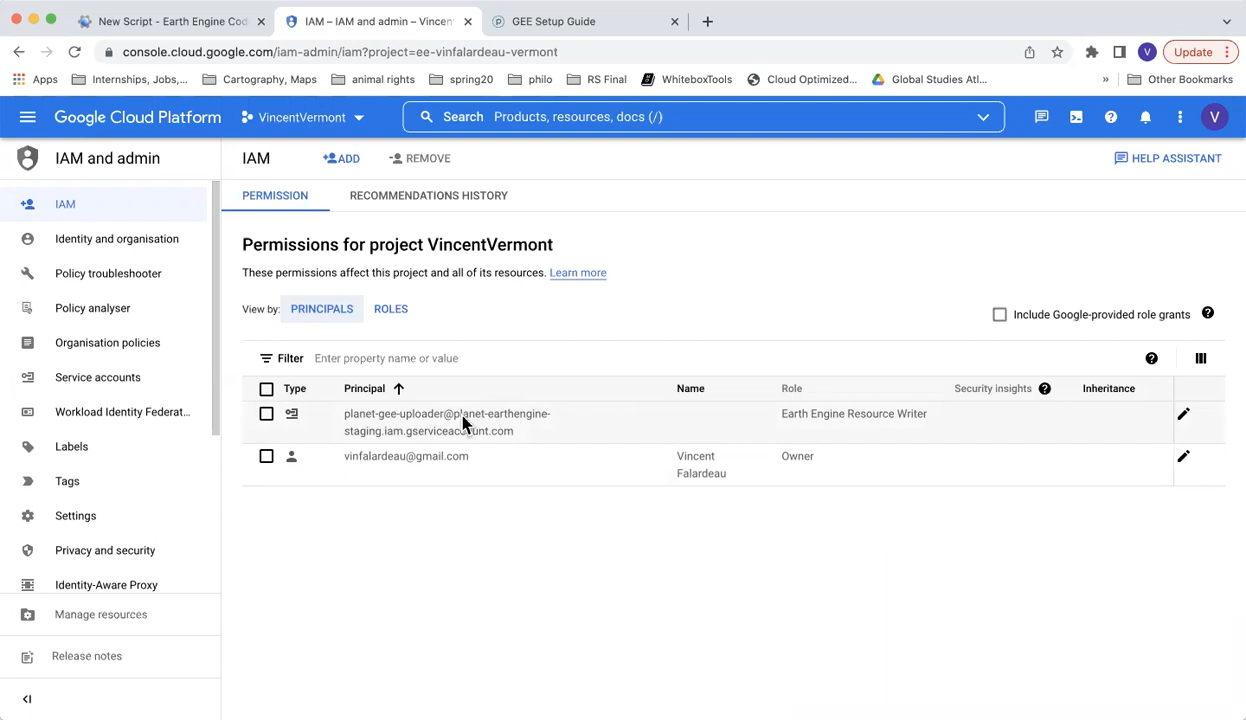 New Script - Earth Engine Cod
IAM – IAM and admin – Vincen
GEE Setup Guide
console.cloud.google.com/iam-admin/iam?project=ee-vinfalardeau-vermont
V
Update
Apps
Internships, Jobs,...
Cartography, Maps
animal rights
spring20
philo
RS Final
WhiteboxTools
Cloud Optimized...
Global Studies Atl...
»
Other Bookmarks
Google Cloud Platform
VincentVermont
Search Products, resources, docs (/)
V
IAM and admin
IAM
ADD
REMOVE
HELP ASSISTANT
IAM
Identity and organisation
Policy troubleshooter
Policy analyser
Organisation policies
Service accounts
Workload Identity Federat...
Labels
Tags
Settings
Privacy and security
Identity-Aware Proxy
Manage resources
Release notes
PERMISSION
RECOMMENDATIONS HISTORY
Permissions for project VincentVermont
These permissions affect this project and all of its resources. Learn more
View by: PRINCIPALS ROLES
Include Google-provided role grants
Filter Enter property name or value
Type Principal Name Role Security insights Inheritance
planet-gee-uploader@planet-earthengine-
staging.iam.gserviceaccount.com
Earth Engine Resource Writer
vinfalardeau@gmail.com
Vincent
Falardeau
Owner